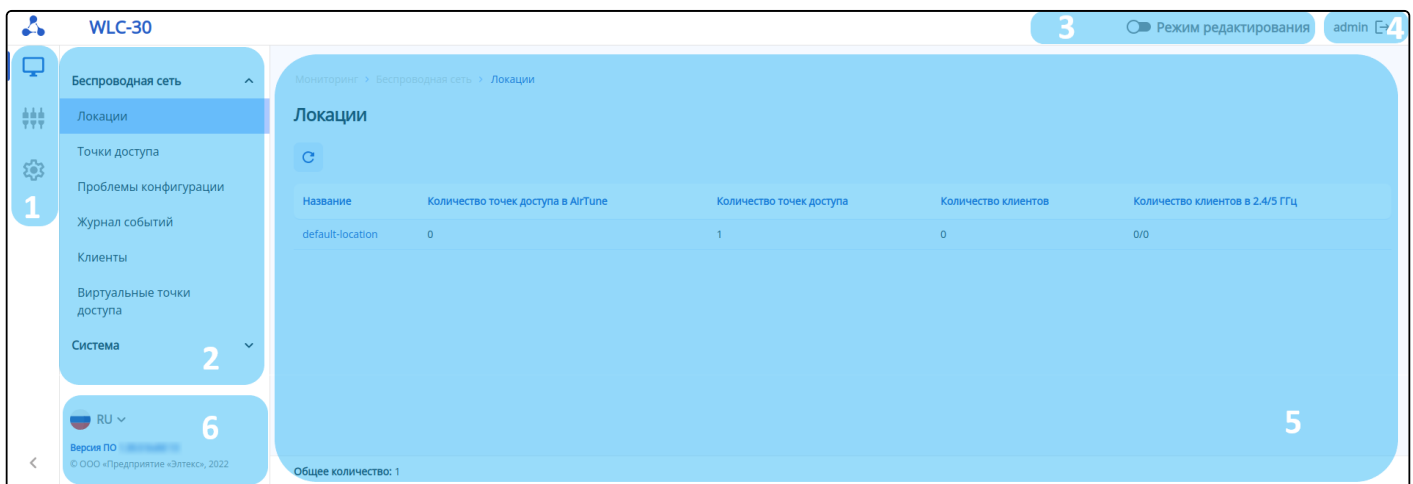 WLC-30
3
Режим редактирования
admin
4
Беспроводная сеть
Локации
Точки доступа
Проблемы конфигурации
Журнал событий
Клиенты
Виртуальные точки
доступа
Система
1
2
Мониторинг > Беспроводная сеть > Локации
Локации
Название Количество точек доступа в AirTune Количество точек доступа Количество клиентов Количество клиентов в 2.4/5 ГГц
default-location 0 1 0 0/0
5
Общее количество: 1
RU
6
Версия ПО
© ООО «Предприятие «Элтекс», 2022